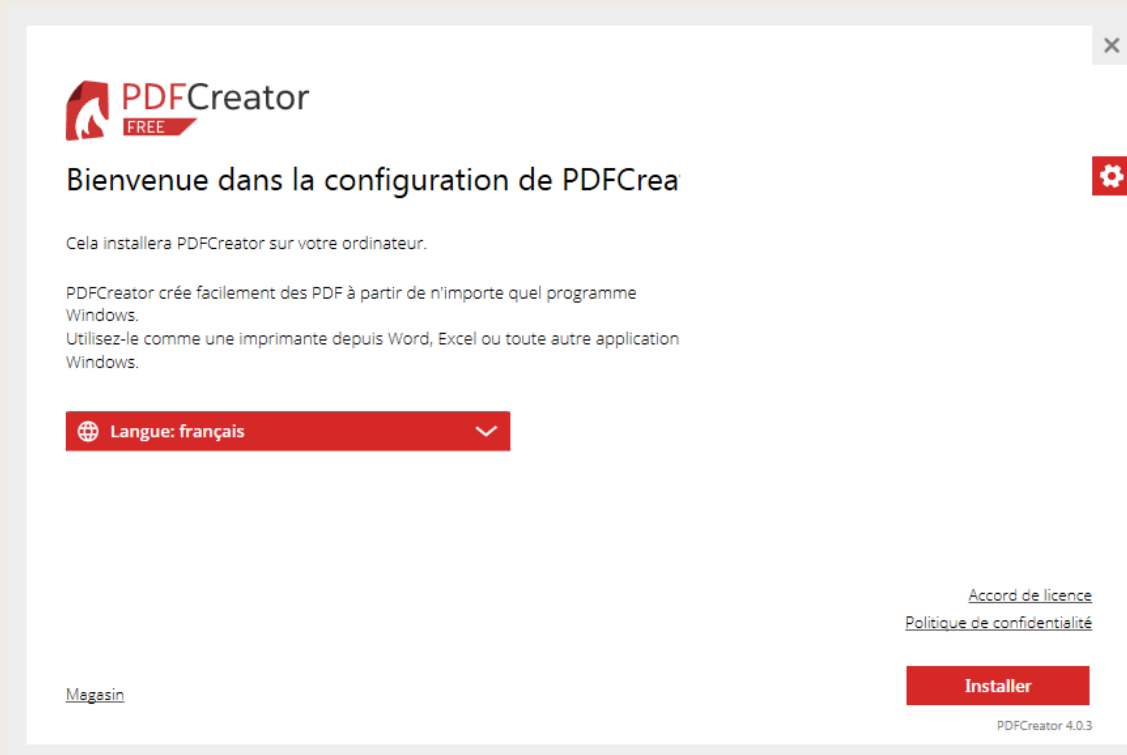 PDFCreator
FREE
Bienvenue dans la configuration de PDFCrea
Cela installera PDFCreator sur votre ordinateur.
PDFCreator crée facilement des PDF à partir de n'importe quel programme
Windows.
Utilisez-le comme une imprimante depuis Word, Excel ou toute autre application
Windows.
Langue: français
Accord de licence
Politique de confidentialité
Magasin
Installer
PDFCreator 4.0.3